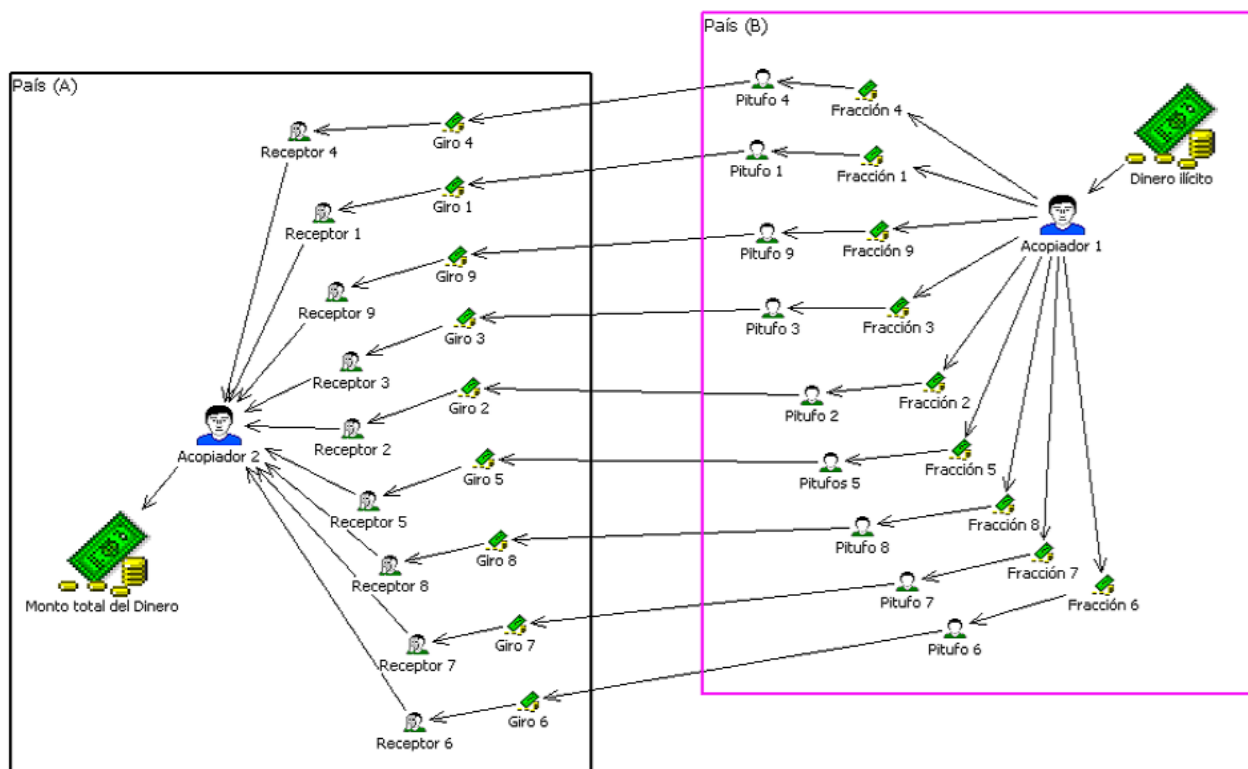 País (B)
País (A)
Pitufo 4
Fracción 4
Giro 4
Receptor 4
Pitufo 1
Fracción 1
Dinero ilícito
Giro 1
Receptor 1
Acopiador 1
Pitufo 9
Fracción 9
Giro 9
Receptor 9
Pitufo 3
Fracción 3
Giro 3
Receptor 3
Fracción 2
Giro 2
Pitufo 2
Receptor 2
Acopiador 2
Fracción 5
Giro 5
Pitufos 5
Receptor 5
Fracción 8
Pitufo 8
Giro 8
Receptor 8
Fracción 7
Pitufo 7
Monto total del Dinero
Fracción 6
Giro 7
Pitufo 6
Receptor 7
Giro 6
Receptor 6